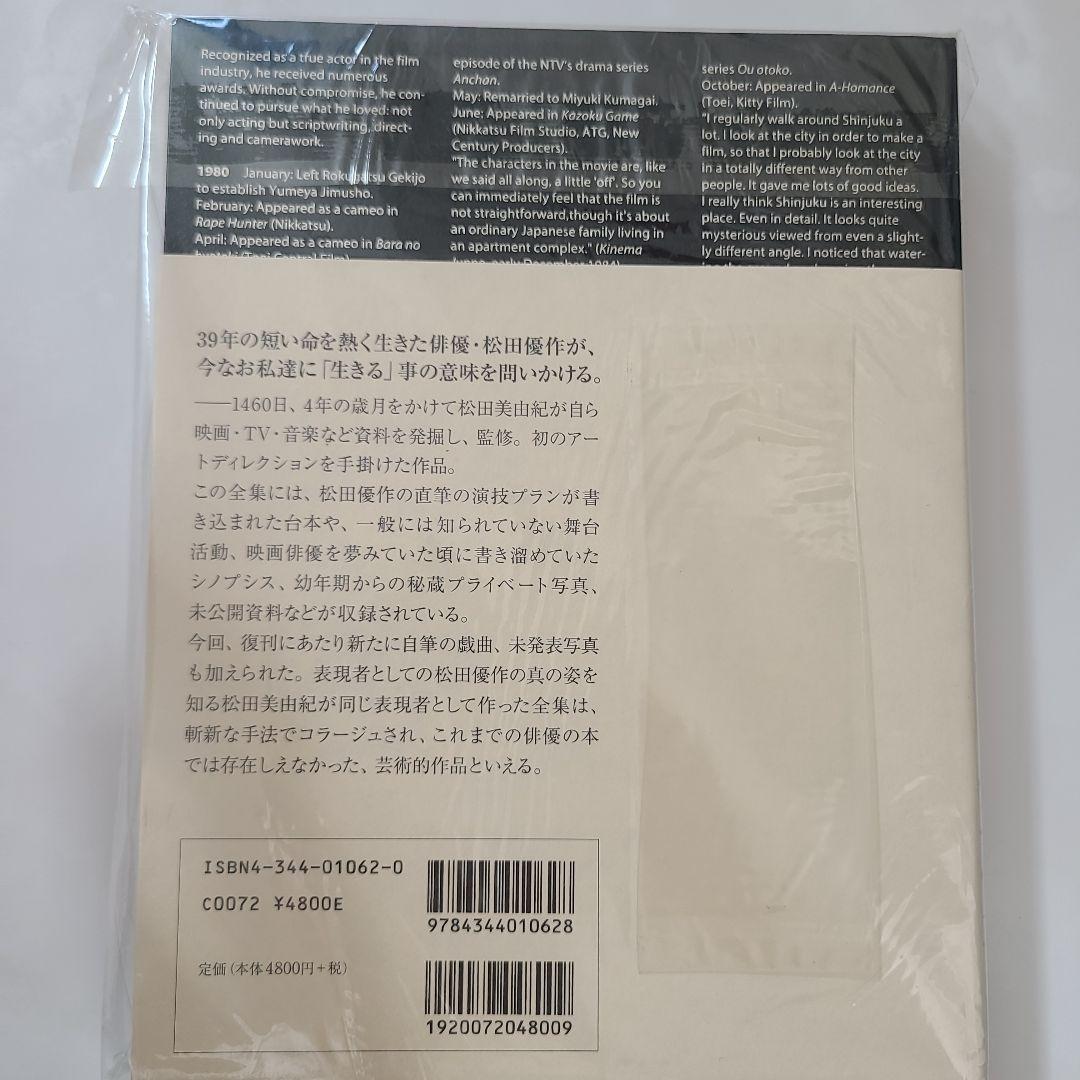 Recognized as a true actor in the film
industry, he received numerous
awards. Without compromise, he con-
tinued to pursue what he loved: not
only acting but scriptwriting, direct-
ing and camerawork.
1980 January: Left Rokugatsu Gekijo
to establish Yumeya Jimusho.
February: Appeared as a cameo in
Rape Hunter (Nikkatsu).
April: Appeared as a cameo in Bara no
episode of the NTV's drama series
Anchan.
May: Remarried to Miyuki Kumagai.
June: Appeared in Kazoku Game
(Nikkatsu Film Studio, ATG, New
Century Producers).
"The characters in the movie are, like
we said all along, a little 'off'. So you
can immediately feel that the film is
not straightforward,though it's about
an ordinary Japanese family living in
an apartment complex." (Kinema
series Ou otoko.
October: Appeared in A-Homance
(Toei, Kitty Film).
"I regularly walk around Shinjuku a
lot. I look at the city in order to make a
film, so that I probably look at the city
in a totally different way from other
people. It gave me lots of good ideas.
I really think Shinjuku is an interesting
place. Even in detail. It looks quite
mysterious viewed from even a slight-
ly different angle. I noticed that water-
39年の短い命を熱く生きた俳優・松田優作が、
今なお私達に「生きる」事の意味を問いかける。
——1460日、4年の歳月をかけて松田美由紀が自ら
映画・TV・音楽など資料を発掘し、監修。初のアー
トディレクションを手掛けた作品。
この全集には、松田優作の直筆の演技プランが書
き込まれた台本や、一般には知られていない舞台
活動、映画俳優を夢みていた頃に書き溜めていた
シノプシス、幼年期からの秘蔵プライベート写真、
未公開資料などが収録されている。
今回、復刊にあたり新たに自筆の戯曲、未発表写真
も加えられた。表現者としての松田優作の真の姿を
知る松田美由紀が同じ表現者として作った全集は、
斬新な手法でコラージュされ、これまでの俳優の本
では存在しえなかった、芸術的作品といえる。
ISBN4-344-01062-0
C0072 ¥4800E
定価(本体4800円+税)
9784344010628
1920072048009